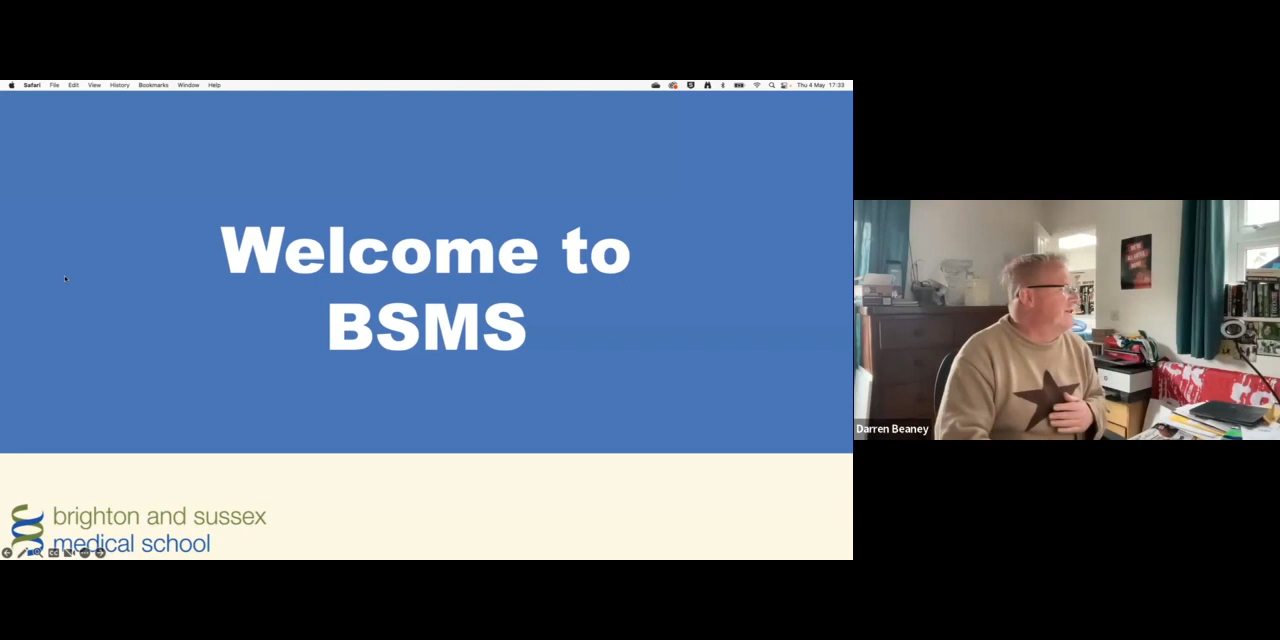 Safari File Edit View History Bookmarks Window Help
Thu 4 May 17:33
Welcome to
BSMS
brighton and sussex
medical school
Darren Beaney